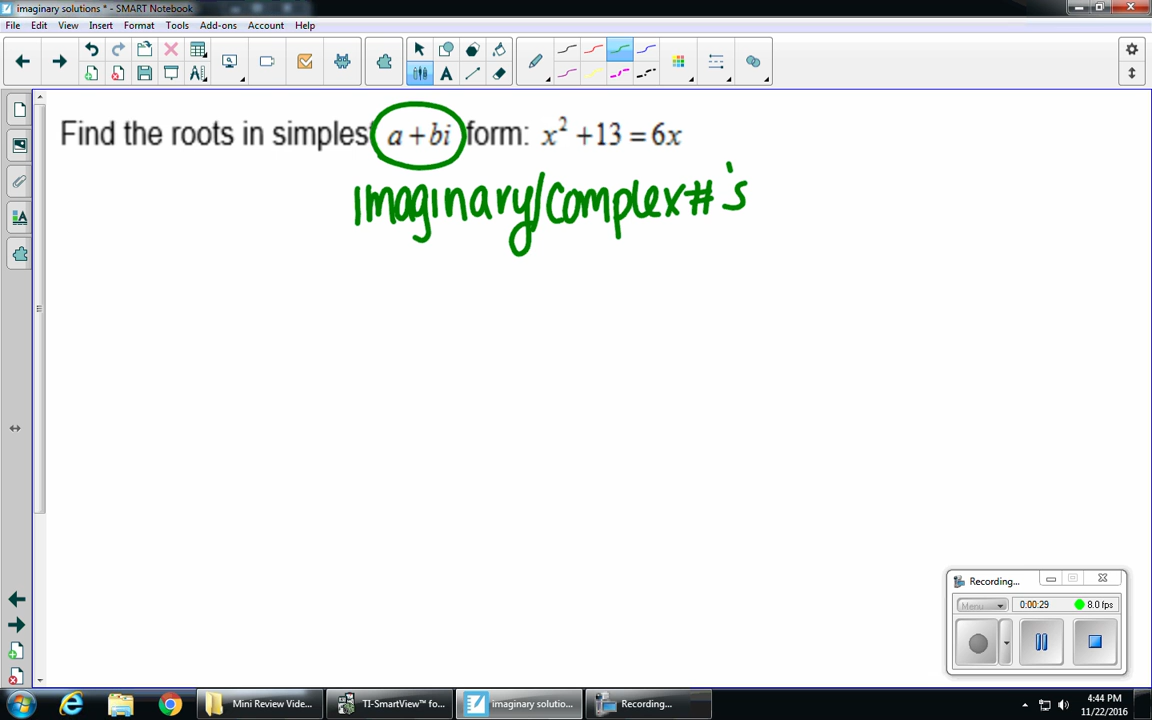 imaginary solutions * - SMART Notebook
File Edit View Insert Format Tools Add-ons Account Help
Find the roots in simplest a + bi form: x² + 13 = 6x
Imaginary/Complex #'s
Recording...
Menu 0:00:29 8.0 fps
Mini Review Vide... TI-SmartView™ fo... imaginary solutio... Recording... 4:44 PM
11/22/2016